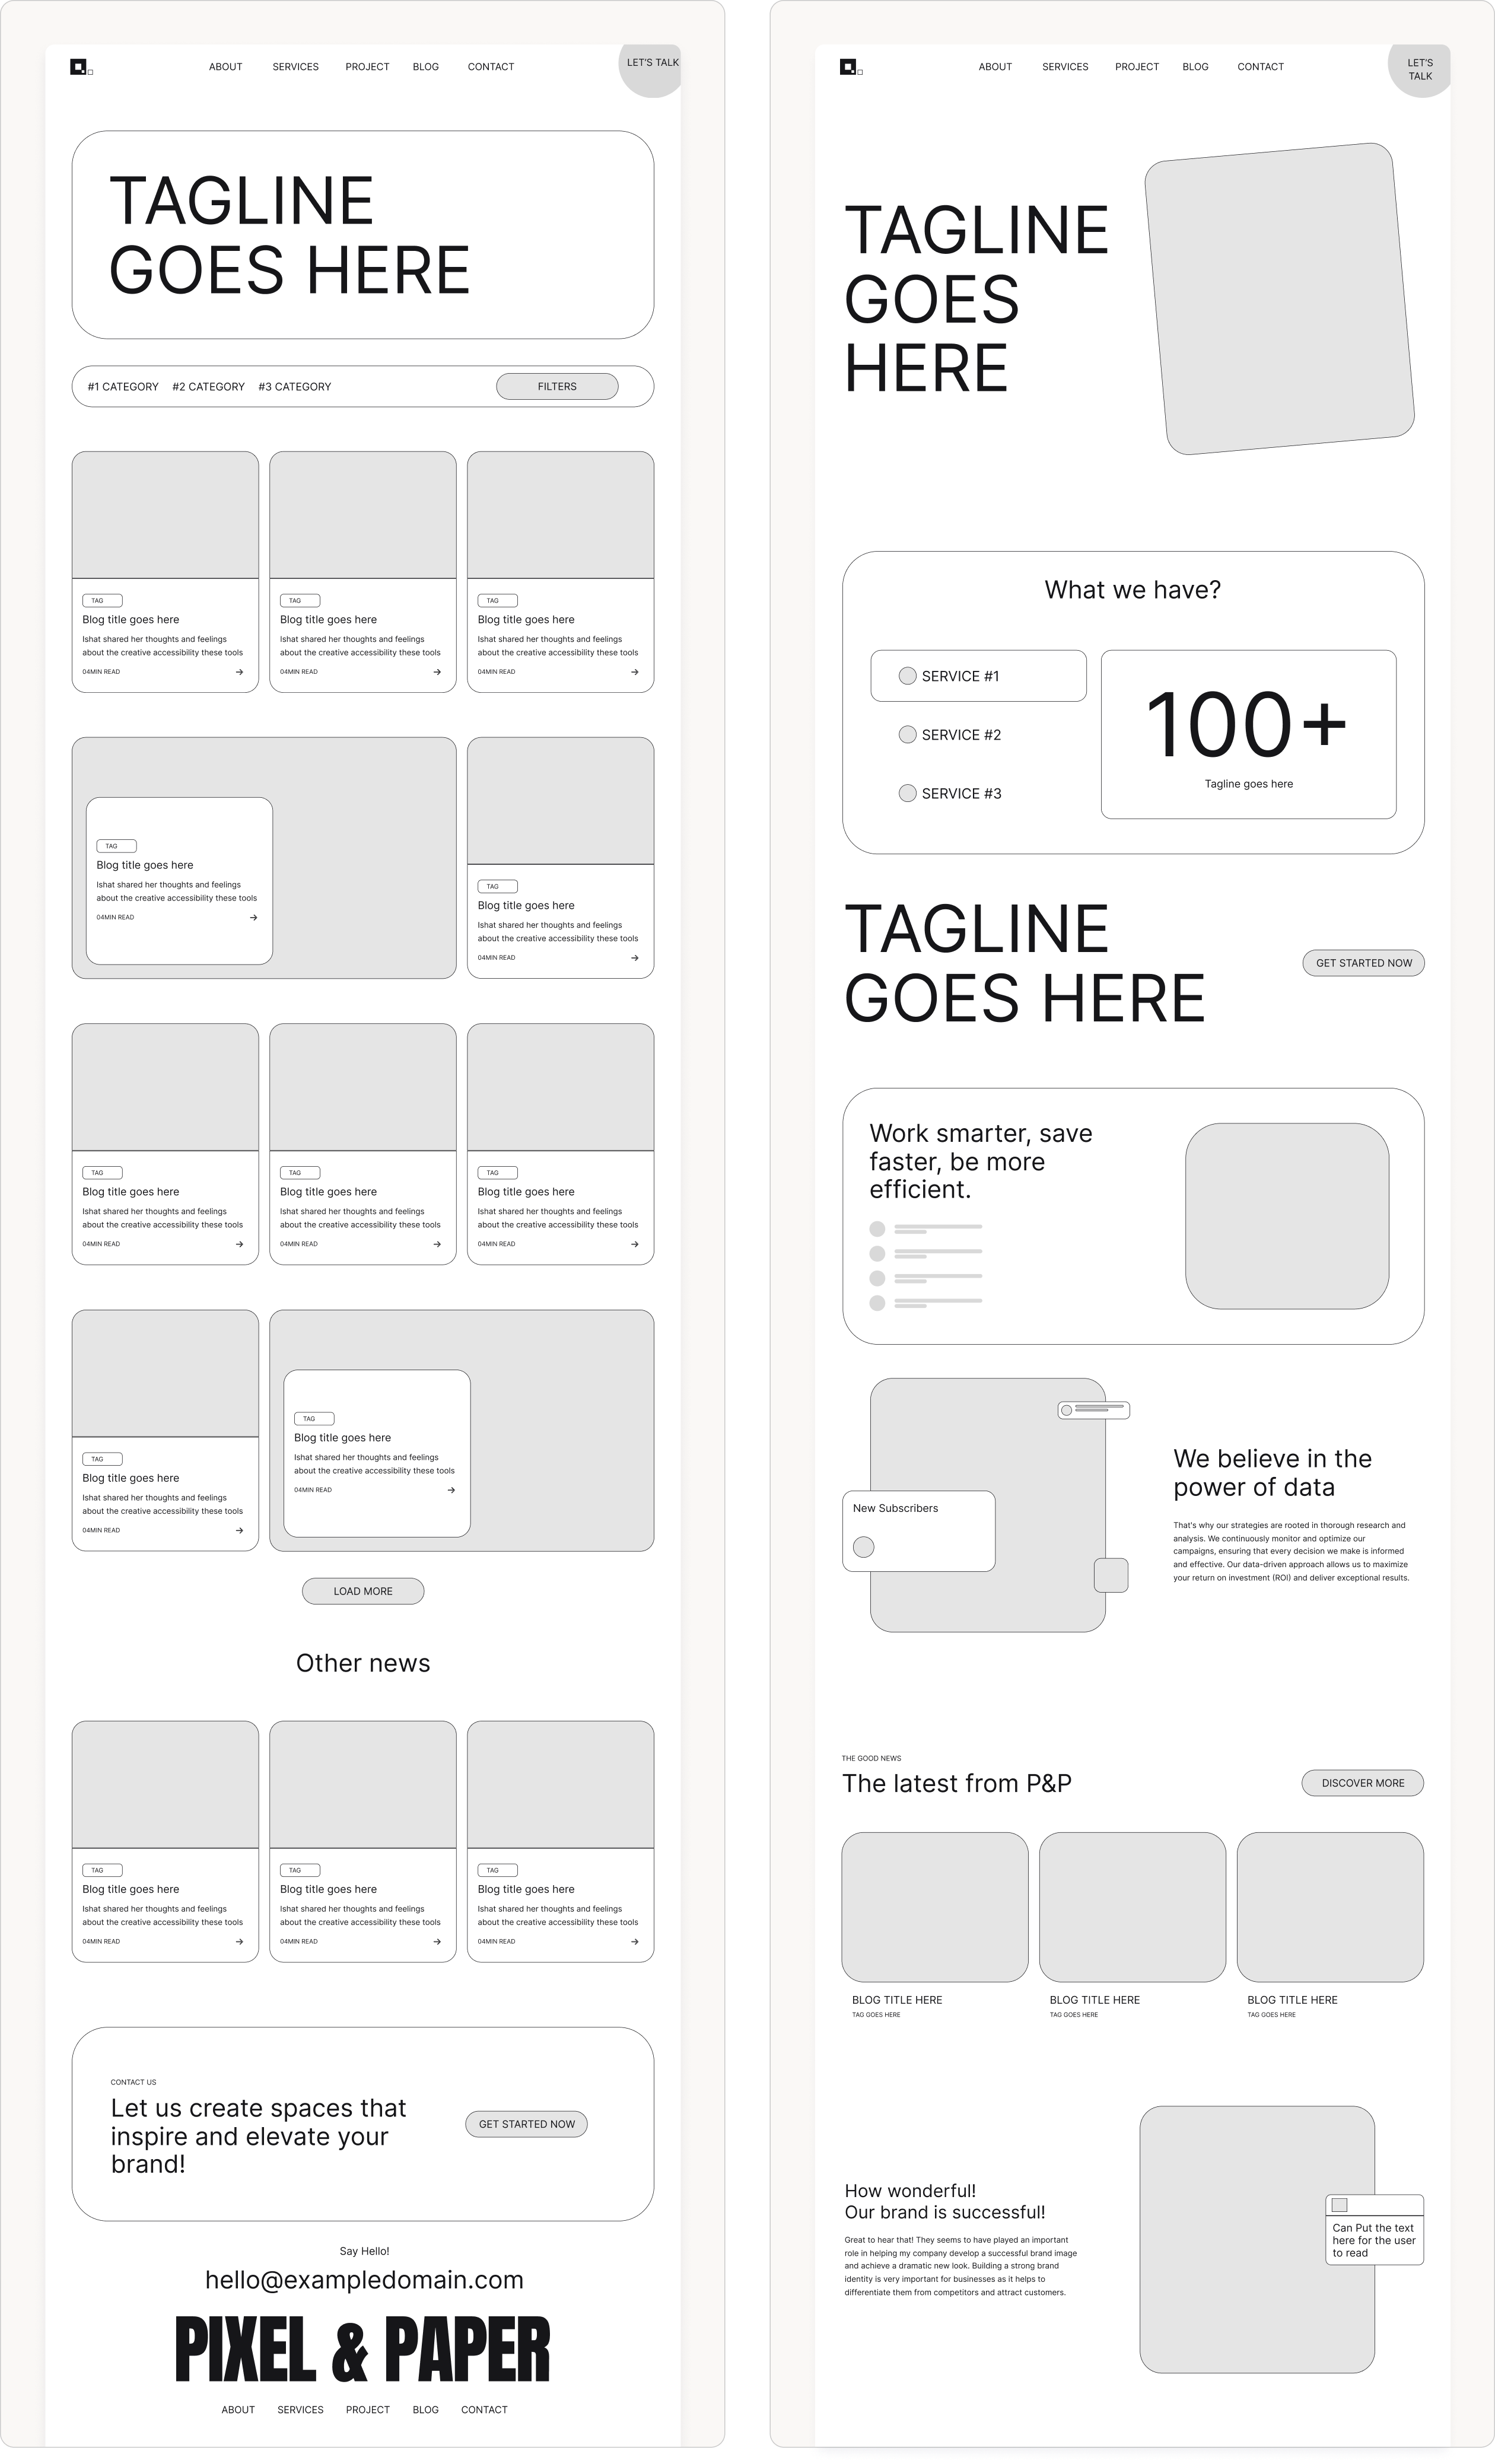 ABOUT SERVICES PROJECT BLOG CONTACT
LET'S TALK
TAGLINE
GOES HERE
#1 CATEGORY #2 CATEGORY #3 CATEGORY
FILTERS
TAG
Blog title goes here
Ishat shared her thoughts and feelings
about the creative accessibility these tools
04MIN READ
TAG
Blog title goes here
Ishat shared her thoughts and feelings
about the creative accessibility these tools
04MIN READ
TAG
Blog title goes here
Ishat shared her thoughts and feelings
about the creative accessibility these tools
04MIN READ
TAG
Blog title goes here
Ishat shared her thoughts and feelings
about the creative accessibility these tools
04MIN READ
TAG
Blog title goes here
Ishat shared her thoughts and feelings
about the creative accessibility these tools
04MIN READ
TAG
Blog title goes here
Ishat shared her thoughts and feelings
about the creative accessibility these tools
04MIN READ
TAG
Blog title goes here
Ishat shared her thoughts and feelings
about the creative accessibility these tools
04MIN READ
TAG
Blog title goes here
Ishat shared her thoughts and feelings
about the creative accessibility these tools
04MIN READ
TAG
Blog title goes here
Ishat shared her thoughts and feelings
about the creative accessibility these tools
04MIN READ
TAG
Blog title goes here
Ishat shared her thoughts and feelings
about the creative accessibility these tools
04MIN READ
LOAD MORE
Other news
TAG
Blog title goes here
Ishat shared her thoughts and feelings
about the creative accessibility these tools
04MIN READ
TAG
Blog title goes here
Ishat shared her thoughts and feelings
about the creative accessibility these tools
04MIN READ
TAG
Blog title goes here
Ishat shared her thoughts and feelings
about the creative accessibility these tools
04MIN READ
CONTACT US
Let us create spaces that
inspire and elevate your
brand!
GET STARTED NOW
Say Hello!
hello@exampledomain.com
PIXEL & PAPER
ABOUT SERVICES PROJECT BLOG CONTACT
ABOUT SERVICES PROJECT BLOG CONTACT
LET'S
TALK
TAGLINE
GOES
HERE
What we have?
SERVICE #1
SERVICE #2
SERVICE #3
100+
Tagline goes here
TAGLINE
GOES HERE
GET STARTED NOW
Work smarter, save
faster, be more
efficient.
New Subscribers
We believe in the
power of data
That's why our strategies are rooted in thorough research and
analysis. We continuously monitor and optimize our
campaigns, ensuring that every decision we make is informed
and effective. Our data-driven approach allows us to maximize
your return on investment (ROI) and deliver exceptional results.
THE GOOD NEWS
The latest from P&P
DISCOVER MORE
BLOG TITLE HERE
TAG GOES HERE
BLOG TITLE HERE
TAG GOES HERE
BLOG TITLE HERE
TAG GOES HERE
How wonderful!
Our brand is successful!
Great to hear that! They seems to have played an important
role in helping my company develop a successful brand image
and achieve a dramatic new look. Building a strong brand
identity is very important for businesses as it helps to
differentiate them from competitors and attract customers.
Can Put the text
here for the user
to read